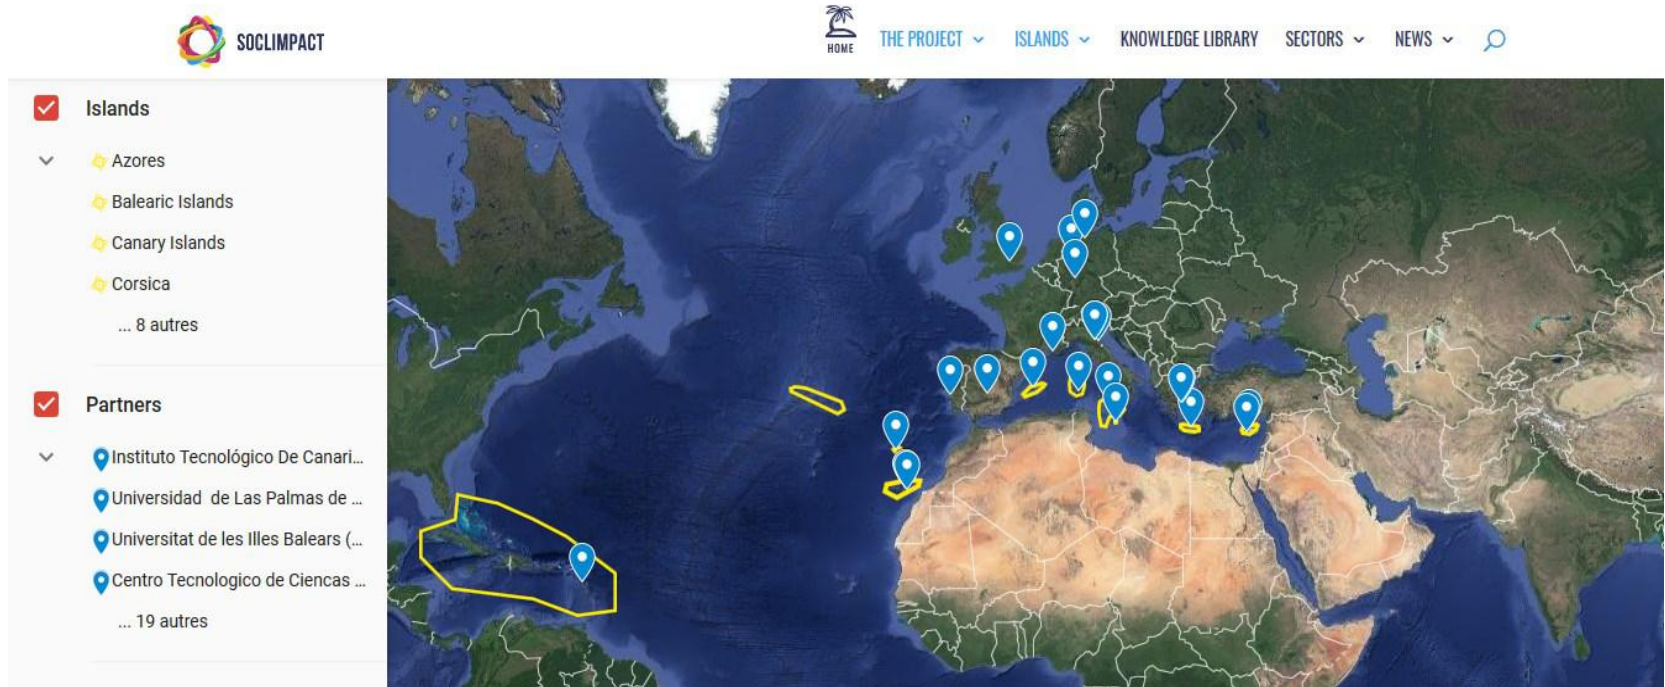 SOCLIMPACT
HOME
THE PROJECT
ISLANDS
KNOWLEDGE LIBRARY
SECTORS
NEWS
Islands
Azores
Balearic Islands
Canary Islands
Corsica
... 8 autres
Partners
Instituto Tecnológico De Canari...
Universidad de Las Palmas de ...
Universitat de les Illes Balears (...
Centro Tecnologico de Ciencas ...
... 19 autres